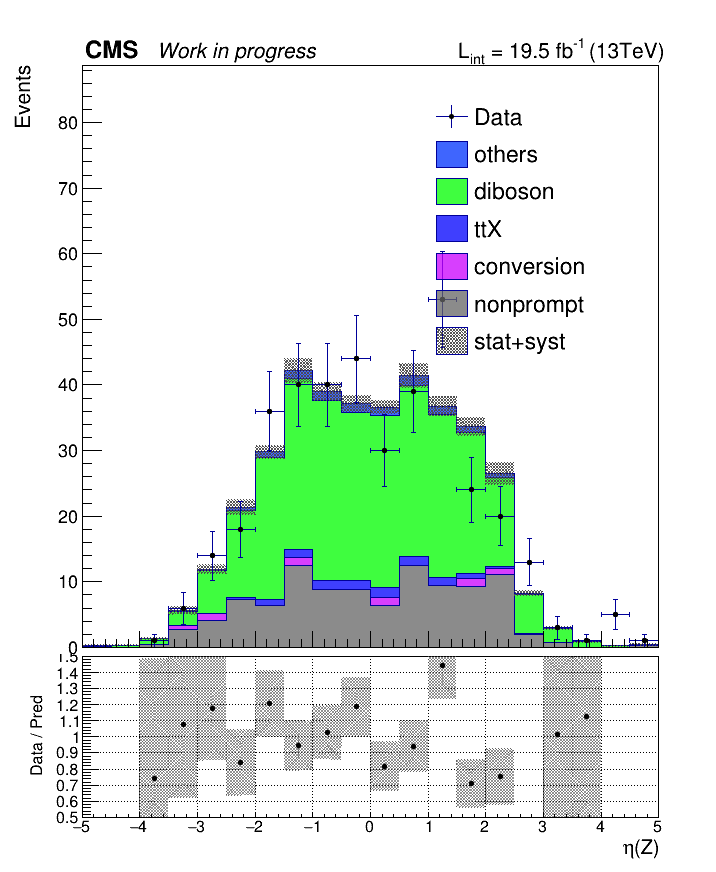 CMS Work in progress L_int = 19.5 fb^-1 (13TeV)
Events
80
70
60
50
40
30
20
10
0
Data
others
diboson
ttX
conversion
nonprompt
stat+syst
Data / Pred
1.5
1.4
1.3
1.2
1.1
1
0.9
0.8
0.7
0.6
0.5
−5 −4 −3 −2 −1 0 1 2 3 4 5
η(Z)